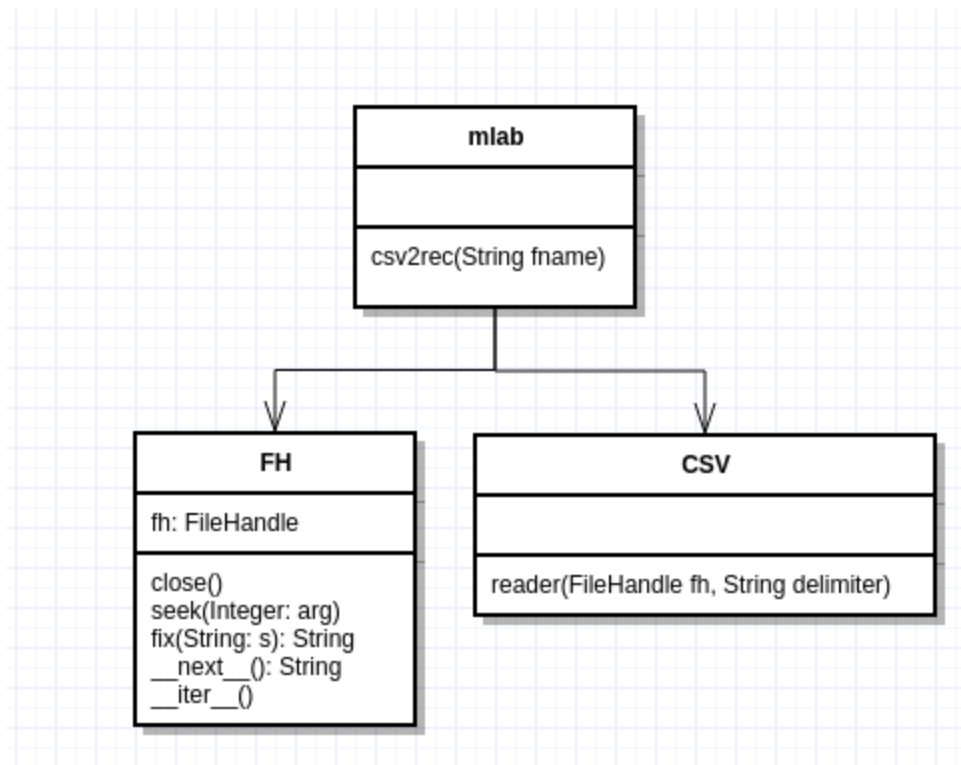 mlab
csv2rec(String fname)
FH
fh: FileHandle
close()
seek(Integer: arg)
fix(String: s): String
__next__(): String
__iter__()
CSV
reader(FileHandle fh, String delimiter)